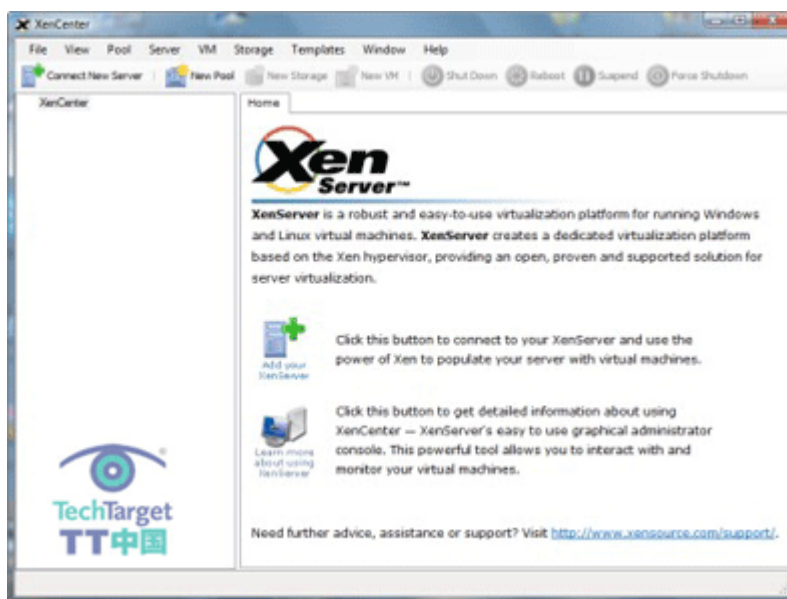 XenCenter
File View Pool Server VM Storage Templates Window Help
Connect New Server New Pool New Storage New VM Shut Down Reboot Suspend Force Shutdown
XenCenter
Home
Xen
Server™
XenServer is a robust and easy-to-use virtualization platform for running Windows
and Linux virtual machines. XenServer creates a dedicated virtualization platform
based on the Xen hypervisor, providing an open, proven and supported solution for
server virtualization.
Add your
XenServer
Click this button to connect to your XenServer and use the
power of Xen to populate your server with virtual machines.
Learn more
about using
XenServer
Click this button to get detailed information about using
XenCenter — XenServer's easy to use graphical administrator
console. This powerful tool allows you to interact with and
monitor your virtual machines.
Need further advice, assistance or support? Visit http://www.xensource.com/support/.
®
TechTarget
TT中国